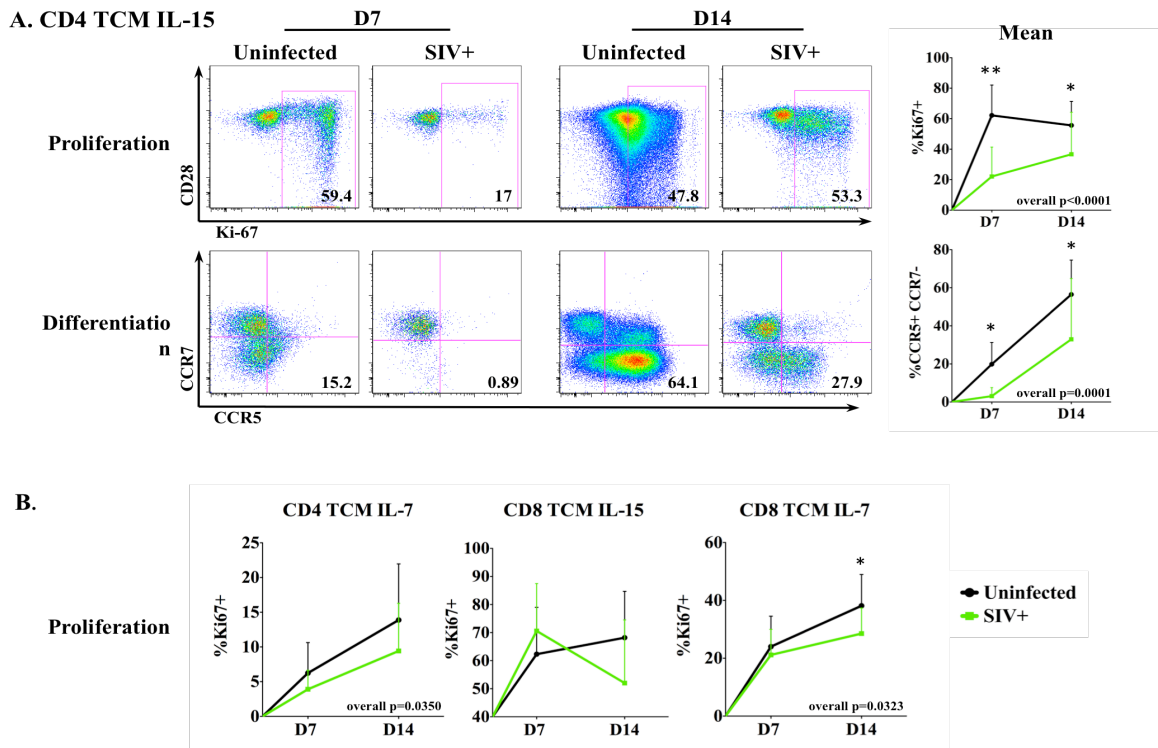 A. CD4 TCM IL-15
D7
D14
Uninfected
SIV+
Uninfected
SIV+
Mean
Proliferation
CD28
59.4
17
47.8
53.3
Ki-67
%Ki67+
100
80
60
40
20
0
**
*
overall p<0.0001
D7
D14
Differentiatio
n
CCR7
15.2
0.89
64.1
27.9
CCR5
%CCR5+ CCR7-
80
60
40
20
0
*
*
overall p=0.0001
D7
D14
B.
Proliferation
CD4 TCM IL-7
%Ki67+
25
20
15
10
5
0
overall p=0.0350
D7
D14
CD8 TCM IL-15
%Ki67+
100
90
80
70
60
50
40
D7
D14
CD8 TCM IL-7
%Ki67+
60
40
20
0
*
overall p=0.0323
D7
D14
Uninfected
SIV+